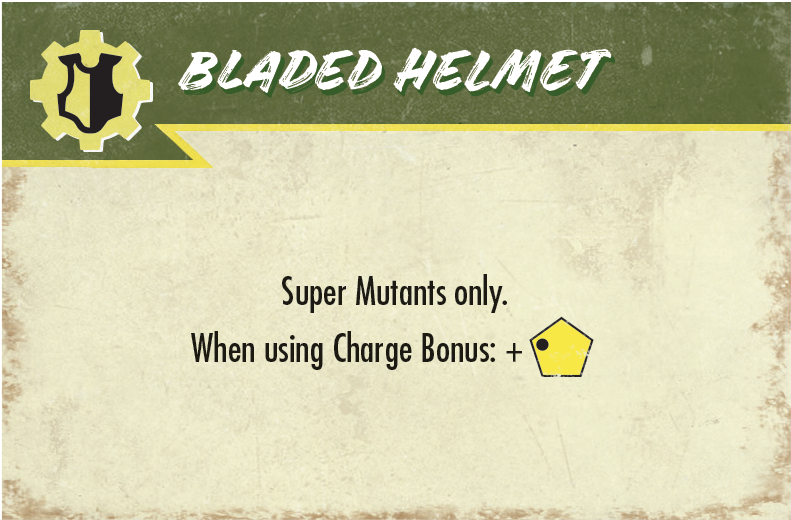 BLADED HELMET
Super Mutants only.
When using Charge Bonus: +